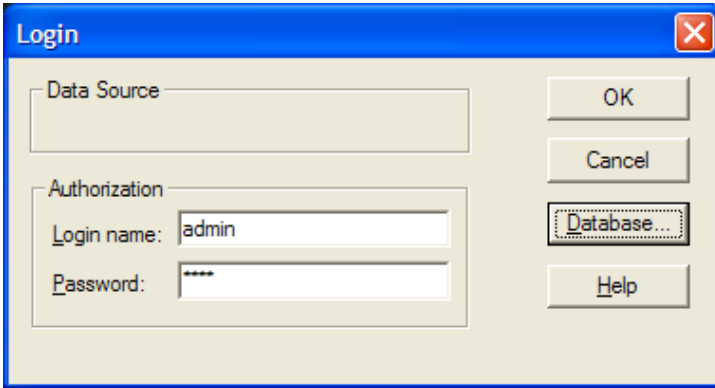 Login
Data Source
OK
Cancel
Authorization
Login name: admin
Database...
Password: ****
Help